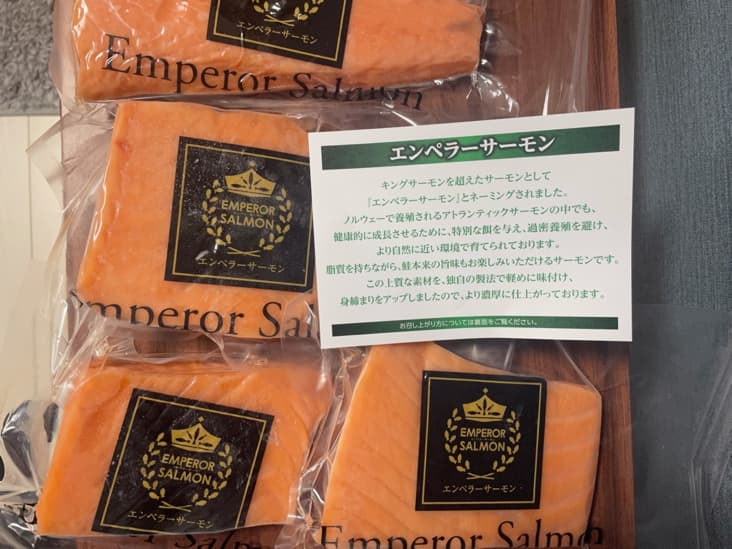 エンペラーサーモン
Emperor Salmon
EMPEROR
SALMON
エンペラーサーモン
Emperor Sal
エンペラーサーモン
キングサーモンを超えたサーモンとして
『エンペラーサーモン』とネーミングされました。
ノルウェーで養殖されるアトランティックサーモンの中でも、
健康的に成長させるために、特別な餌を与え、過密養殖を避け、
より自然に近い環境で育てられております。
脂質を持ちながら、鮭本来の旨味もお楽しみいただけるサーモンです。
この上質な素材を、独自の製法で軽めに味付け、
身締まりをアップしましたので、より濃厚に仕上がっております。
お召し上がり方については裏面をご覧ください。
EMPEROR
SALMON
エンペラーサーモン
EMPEROR
SALMON
エンペラーサーモン
Emperor Salmon